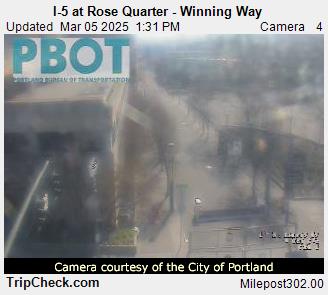 I-5 at Rose Quarter - Winning Way
Updated Mar 05 2025 1:31 PM Camera 4
PBOT
PORTLAND BUREAU OF TRANSPORTATION
Camera courtesy of the City of Portland
TripCheck.com Milepost302.00